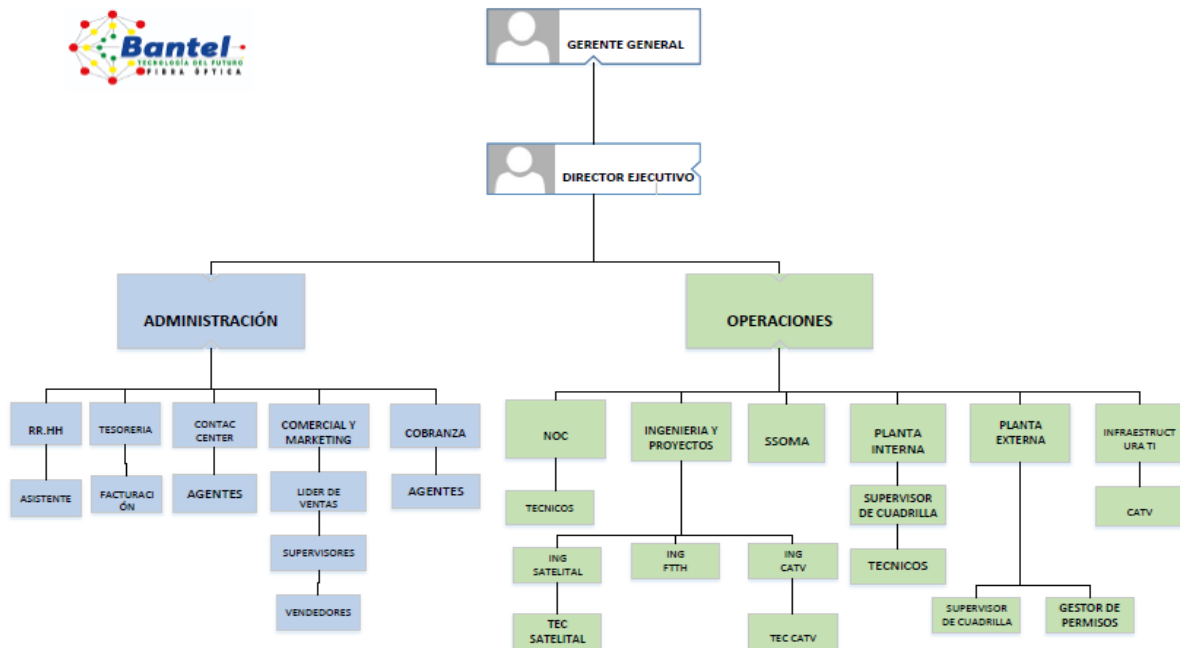 Bantel
TECNOLOGÍA DEL FUTURO
FIBRA ÓPTICA
GERENTE GENERAL
DIRECTOR EJECUTIVO
ADMINISTRACIÓN
OPERACIONES
RR.HH
TESORERIA
CONTAC
CENTER
COMERCIAL Y
MARKETING
COBRANZA
NOC
INGENIERIA Y
PROYECTOS
SSOMA
PLANTA
INTERNA
PLANTA
EXTERNA
INFRAESTRUCT
URA TI
ASISTENTE
FACTURACI
ÓN
AGENTES
LIDER DE
VENTAS
AGENTES
TECNICOS
SUPERVISOR
DE CUADRILLA
CATV
SUPERVISORES
ING
SATELITAL
ING
FTTH
ING
CATV
TECNICOS
VENDEDORES
TEC
SATELITAL
TEC CATV
SUPERVISOR
DE CUADRILLA
GESTOR DE
PERMISOS